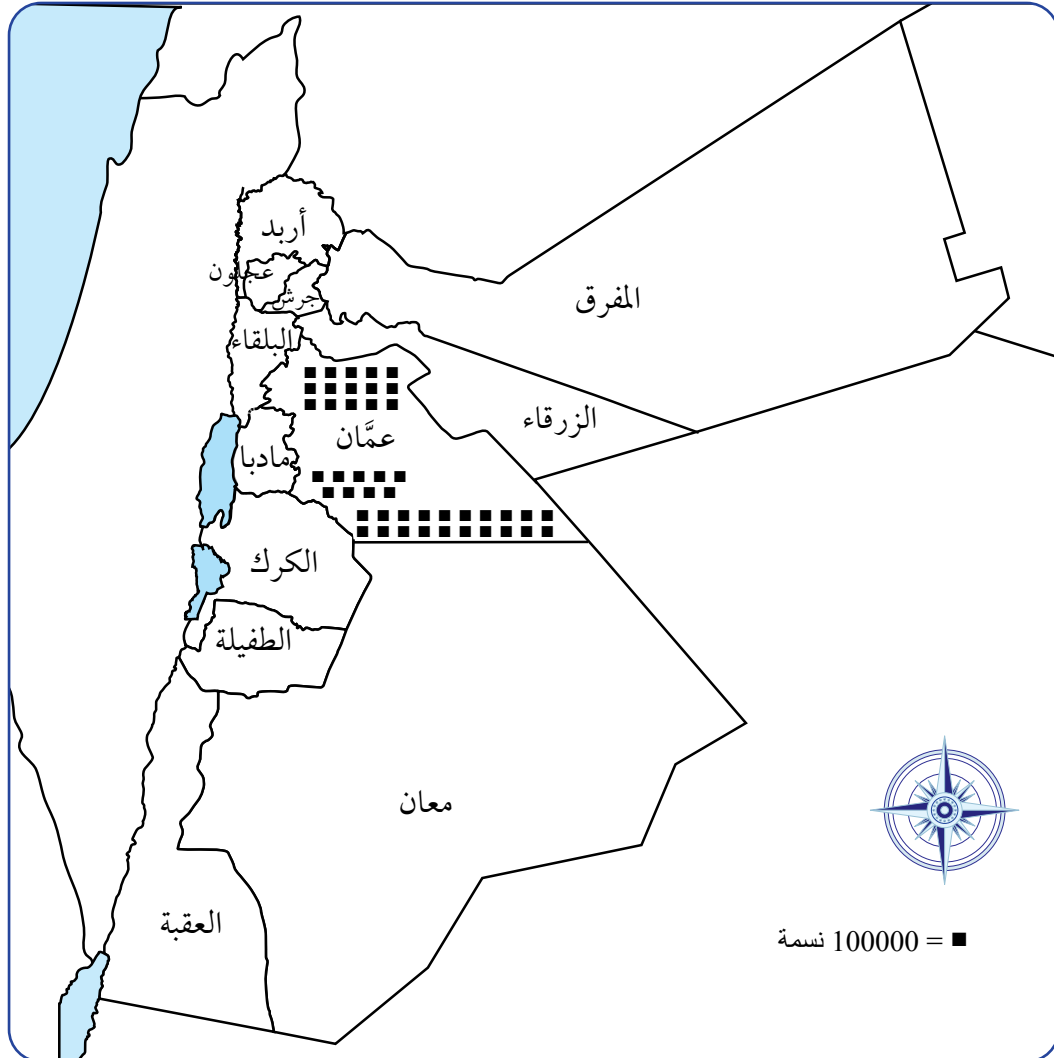 أربد
عجلون
جرش
المفرق
البلقاء
الزرقاء
عمَّان
مادبا
الكرك
الطفيلة
معان
العقبة
■ = 100000 نسمة